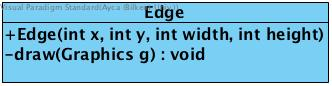 Visual Paradigm Standard(Ayca (Bilkent Univ.))
Edge
+Edge(int x, int y, int width, int height)
-draw(Graphics g) : void